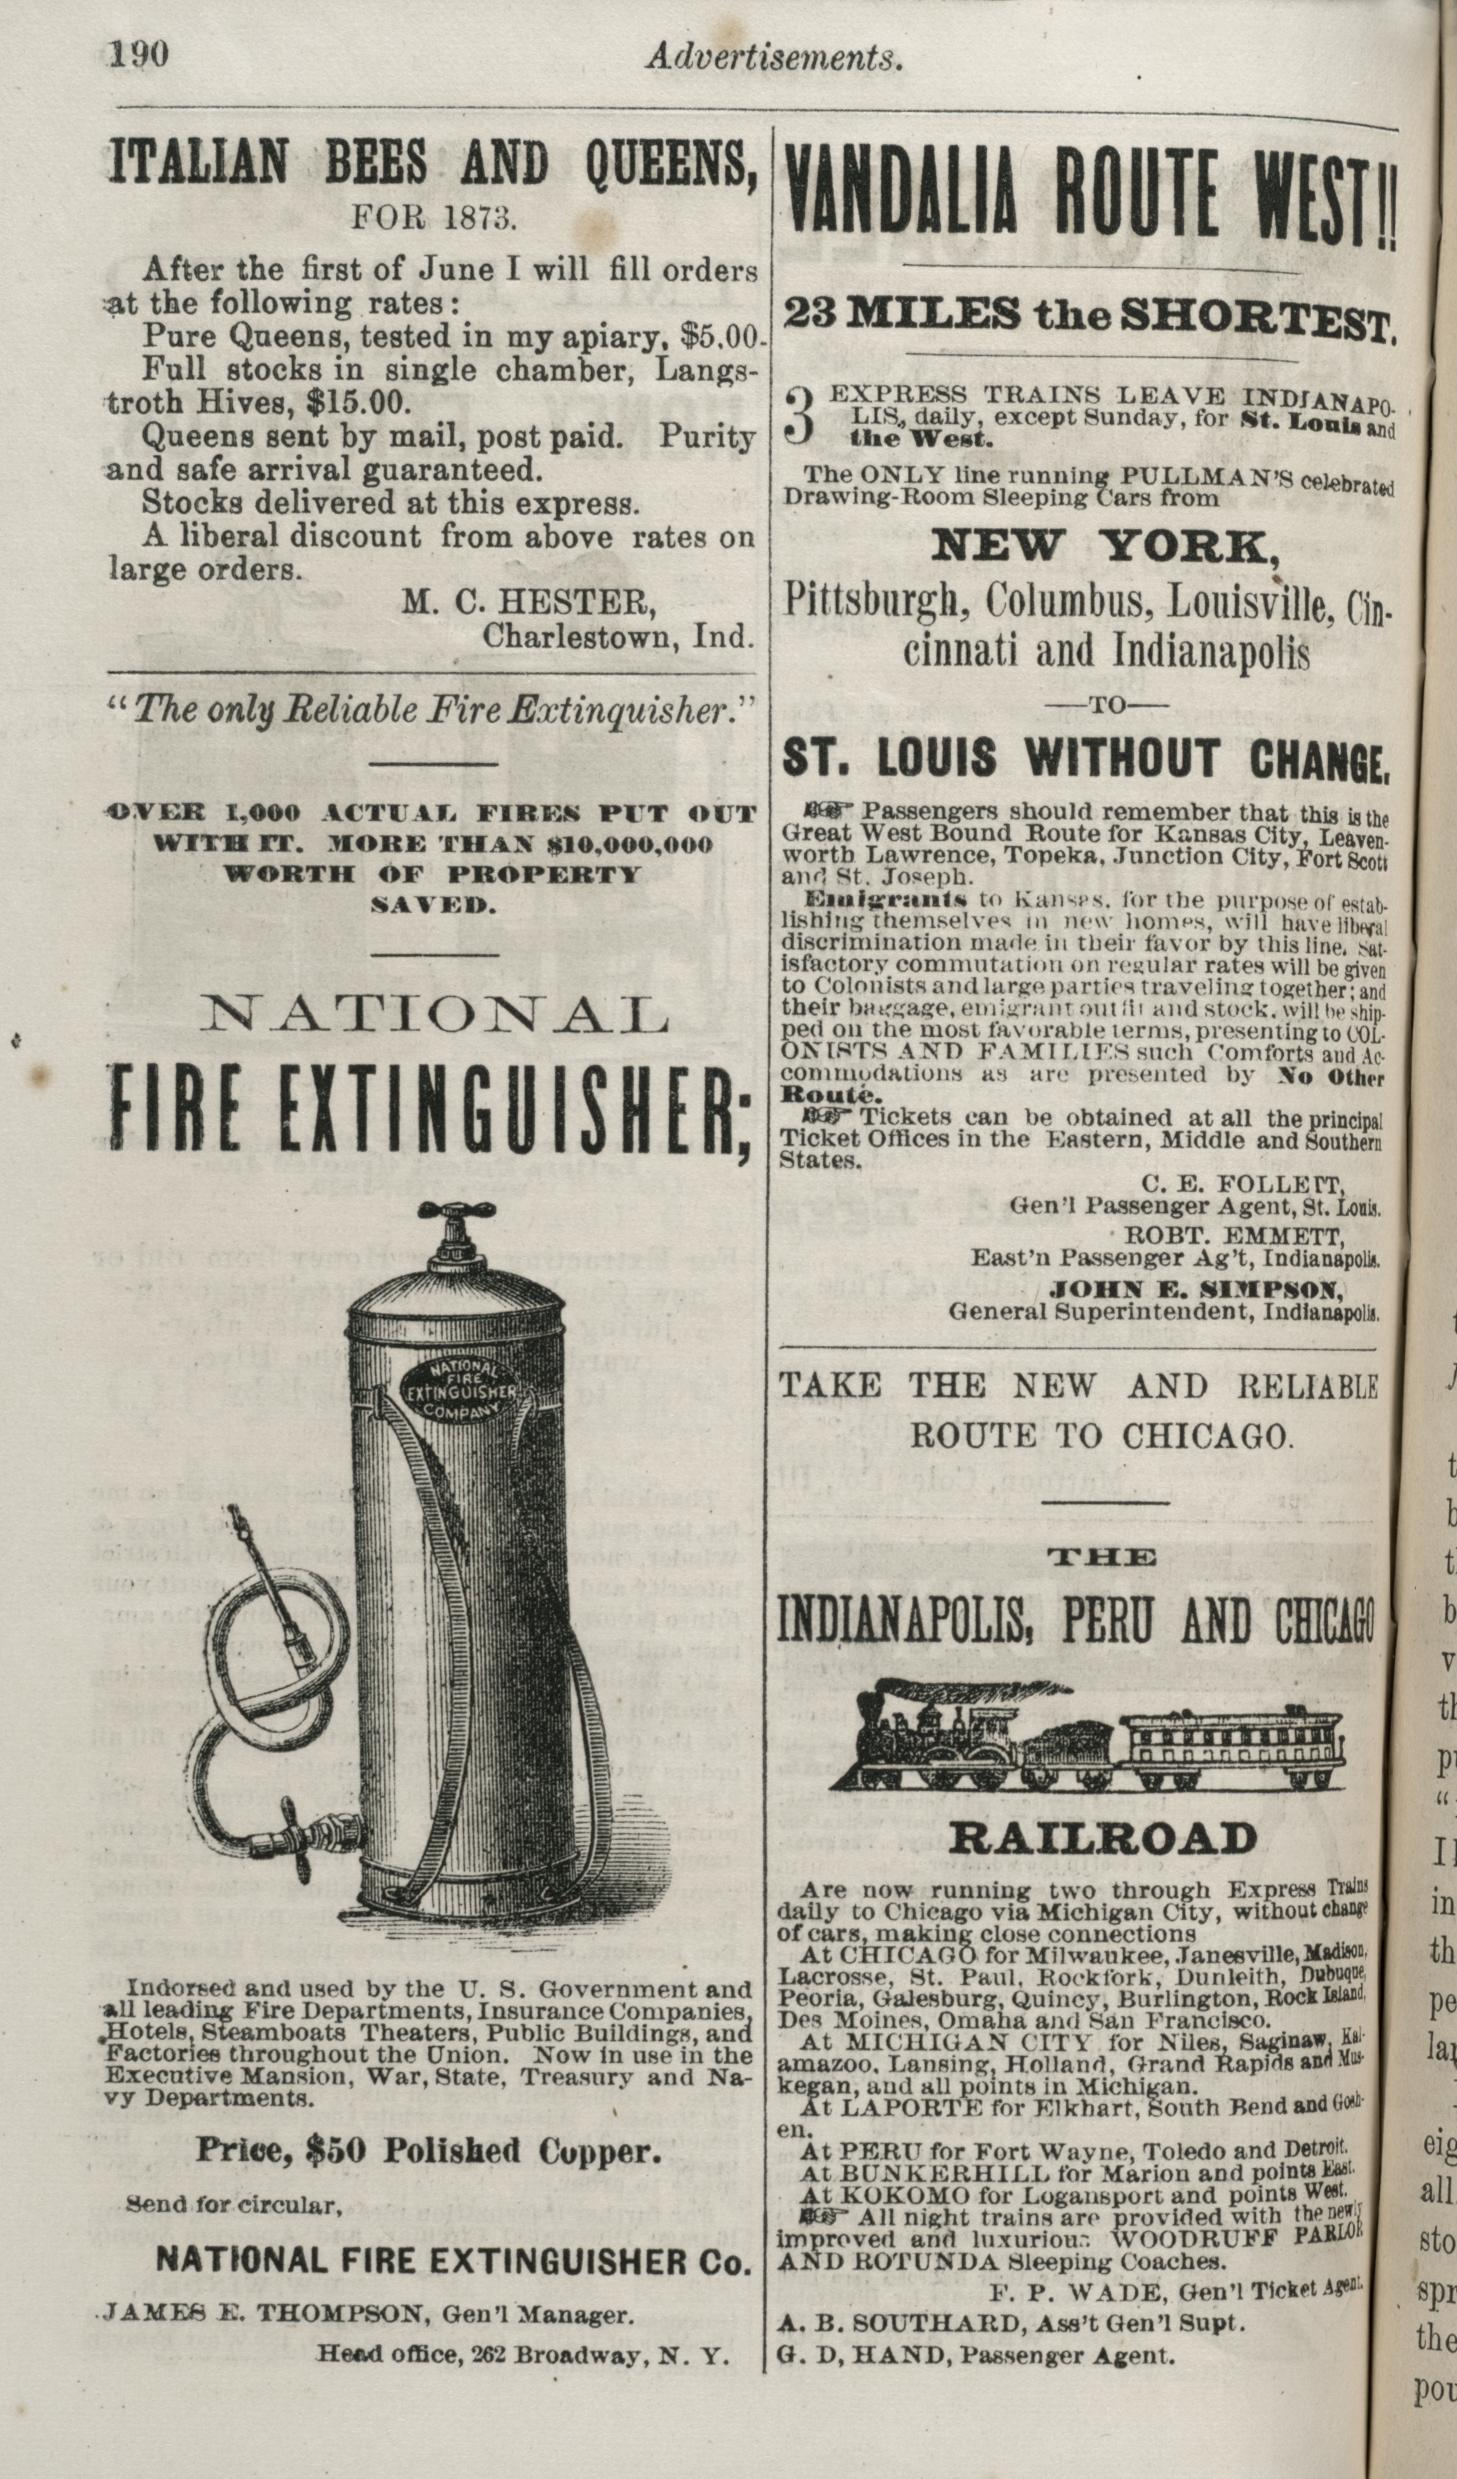 190
Advertisements.
ITALIAN BEES AND QUEENS,
FOR 1873.
After the first of June I will fill orders
at the following rates:
Pure Queens, tested in my apiary, $5.00.
Full stocks in single chamber, Langs-
troth Hives, $15.00.
Queens sent by mail, post paid. Purity
and safe arrival guaranteed.
Stocks delivered at this express.
A liberal discount from above rates on
large orders.
M. C. HESTER,
Charlestown, Ind.
"The only Reliable Fire Extinquisher."
OVER 1,000 ACTUAL FIRES PUT OUT
WITH IT. MORE THAN $10,000,000
WORTH OF PROPERTY
SAVED.
NATIONAL
FIRE EXTINGUISHER;
NATIONAL
FIRE
EXTINGUISHER
COMPANY
Indorsed and used by the U. S. Government and
all leading Fire Departments, Insurance Companies,
Hotels, Steamboats Theaters, Public Buildings, and
Factories throughout the Union. Now in use in the
Executive Mansion, War, State, Treasury and Na-
vy Departments.
Price, $50 Polished Copper.
Send for circular,
NATIONAL FIRE EXTINGUISHER Co.
JAMES E. THOMPSON, Gen'l Manager.
Head office, 262 Broadway, N. Y.
VANDALIA ROUTE WEST!!
23 MILES the SHORTEST.
3 EXPRESS TRAINS LEAVE INDIANAPO-
LIS, daily, except Sunday, for St. Louis and
the West.
The ONLY line running PULLMAN'S celebrated
Drawing-Room Sleeping Cars from
NEW YORK,
Pittsburgh, Columbus, Louisville, Cin-
cinnati and Indianapolis
—TO—
ST. LOUIS WITHOUT CHANGE.
☞ Passengers should remember that this is the
Great West Bound Route for Kansas City, Leaven-
worth Lawrence, Topeka, Junction City, Fort Scott
and St. Joseph.
Emigrants to Kansas, for the purpose of estab-
lishing themselves in new homes, will have liberal
discrimination made in their favor by this line. Sat-
isfactory commutation on regular rates will be given
to Colonists and large parties traveling together; and
their baggage, emigrant outfit and stock, will be ship-
ped on the most favorable terms, presenting to COL-
ONISTS AND FAMILIES such Comforts and Ac-
commodations as are presented by No Other
Route.
☞ Tickets can be obtained at all the principal
Ticket Offices in the Eastern, Middle and Southern
States.
C. E. FOLLETT,
Gen'l Passenger Agent, St. Louis.
ROBT. EMMETT,
East'n Passenger Ag't, Indianapolis.
JOHN E. SIMPSON,
General Superintendent, Indianapolis.
TAKE THE NEW AND RELIABLE
ROUTE TO CHICAGO.
THE
INDIANAPOLIS, PERU AND CHICAGO
RAILROAD
Are now running two through Express Trains
daily to Chicago via Michigan City, without change
of cars, making close connections
At CHICAGO for Milwaukee, Janesville, Madison,
Lacrosse, St. Paul, Rockfork, Dunleith, Dubuque,
Peoria, Galesburg, Quincy, Burlington, Rock Island,
Des Moines, Omaha and San Francisco.
At MICHIGAN CITY for Niles, Saginaw, Kal-
amazoo, Lansing, Holland, Grand Rapids and Mus-
kegan, and all points in Michigan.
At LAPORTE for Elkhart, South Bend and Gosh-
en.
At PERU for Fort Wayne, Toledo and Detroit.
At BUNKERHILL for Marion and points East.
At KOKOMO for Logansport and points West.
☞ All night trains are provided with the newly
improved and luxurious WOODRUFF PARLOR
AND ROTUNDA Sleeping Coaches.
F. P. WADE, Gen'l Ticket Agent.
A. B. SOUTHARD, Ass't Gen'l Supt.
G. D, HAND, Passenger Agent.